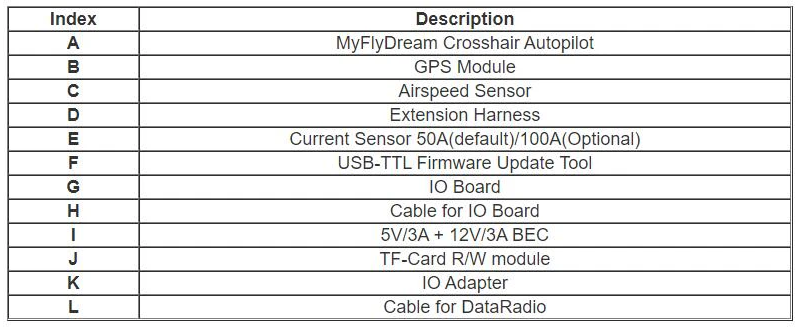 Index Description
A MyFlyDream Crosshair Autopilot
B GPS Module
C Airspeed Sensor
D Extension Harness
E Current Sensor 50A(default)/100A(Optional)
F USB-TTL Firmware Update Tool
G IO Board
H Cable for IO Board
I 5V/3A + 12V/3A BEC
J TF-Card R/W module
K IO Adapter
L Cable for DataRadio